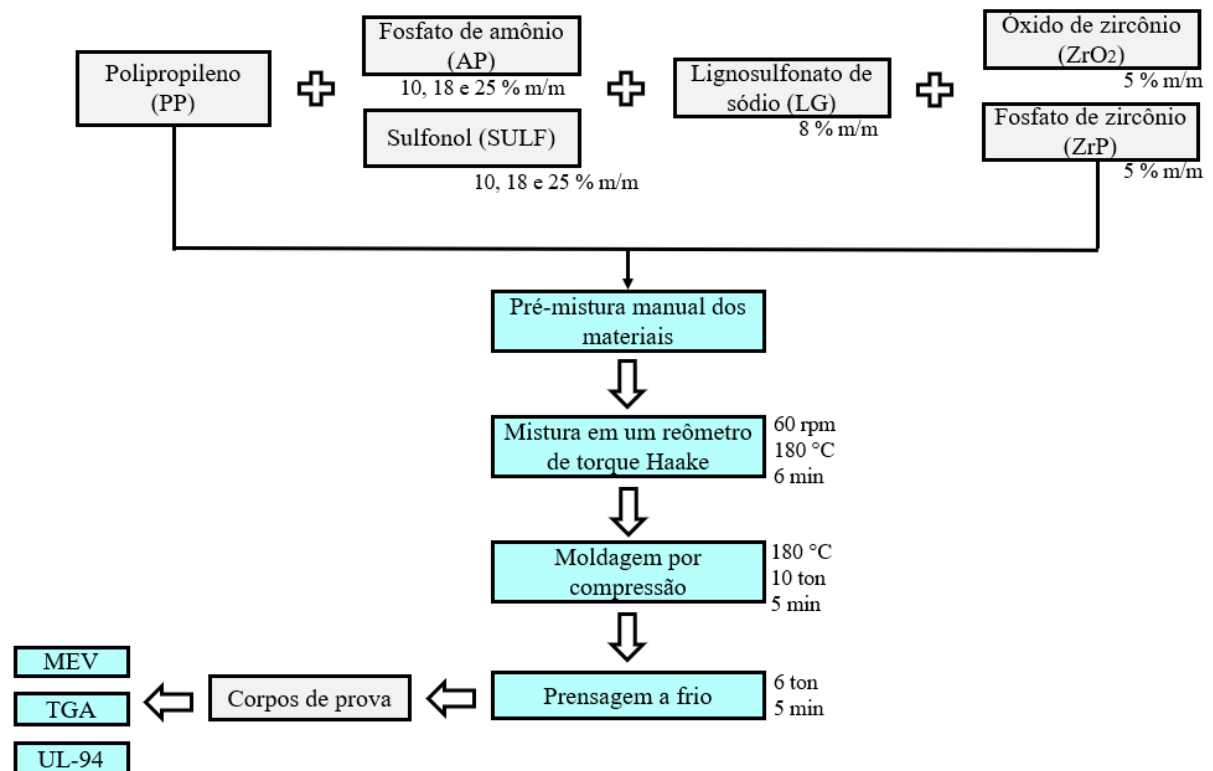 Polipropileno
(PP)
Fosfato de amônio
(AP)
10, 18 e 25 % m/m
Sulfonol (SULF)
10, 18 e 25 % m/m
Lignosulfonato de
sódio (LG)
8 % m/m
Óxido de zircônio
(ZrO2)
5 % m/m
Fosfato de zircônio
(ZrP)
5 % m/m
Pré-mistura manual dos
materiais
Mistura em um reômetro
de torque Haake
60 rpm
180 °C
6 min
Moldagem por
compressão
180 °C
10 ton
5 min
Prensagem a frio
6 ton
5 min
Corpos de prova
MEV
TGA
UL-94